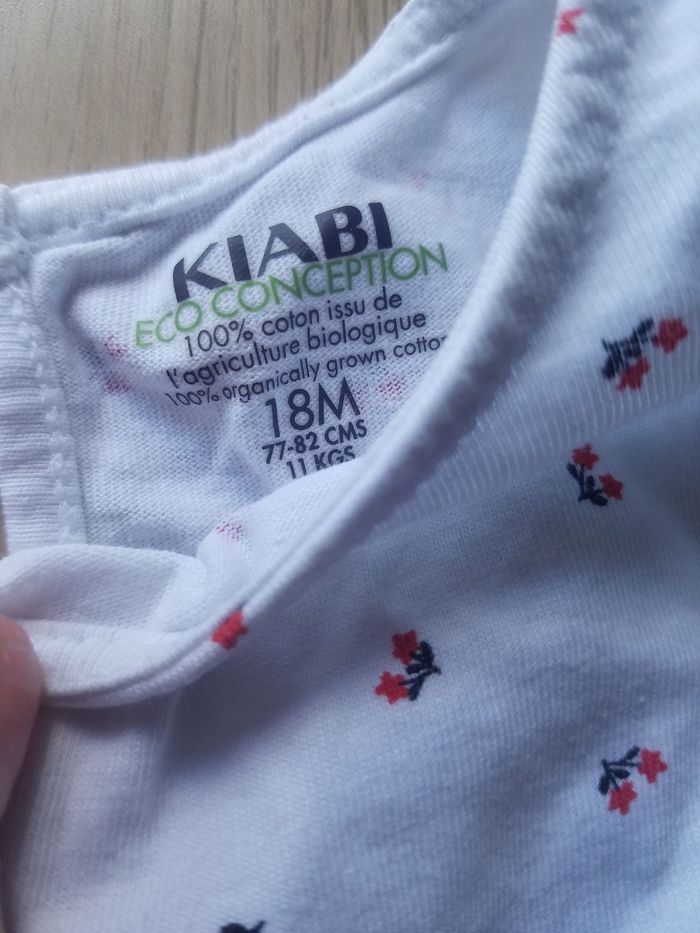 KIABI
ECO CONCEPTION
100% coton issu de
l'agriculture biologique
100% organically grown
18M
77-82 CMS
11 KGS